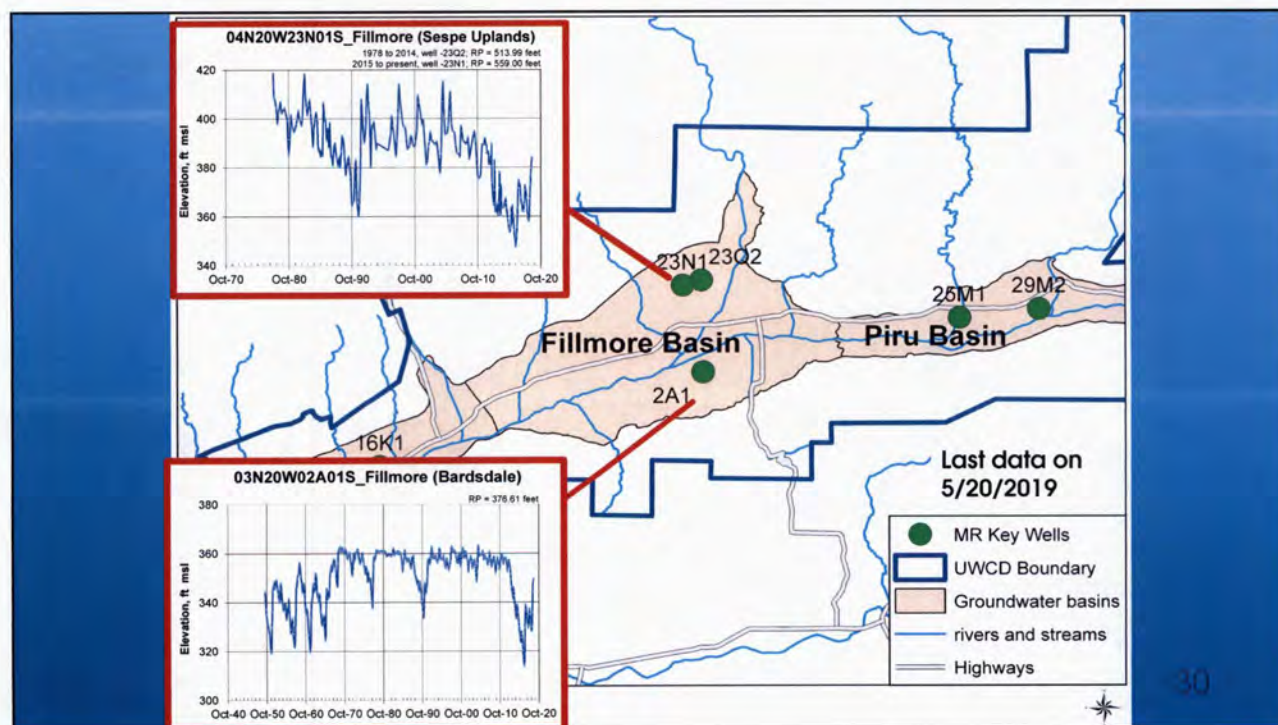 04N20W23N01S_Fillmore (Sespe Uplands)
1978 to 2014, well -23Q2; RP = 513.99 feet
2015 to present, well -23N1; RP = 559.00 feet
Elevation, ft msl
420
400
380
360
340
Oct-70 Oct-80 Oct-90 Oct-00 Oct-10 Oct-20
23N1 23Q2
25M1 29M2
Fillmore Basin
Piru Basin
2A1
16K1
03N20W02A01S_Fillmore (Bardsdale)
RP = 376.61 feet
Elevation, ft msl
380
360
340
320
300
Oct-40 Oct-50 Oct-60 Oct-70 Oct-80 Oct-90 Oct-00 Oct-10 Oct-20
Last data on
5/20/2019
MR Key Wells
UWCD Boundary
Groundwater basins
rivers and streams
Highways
30